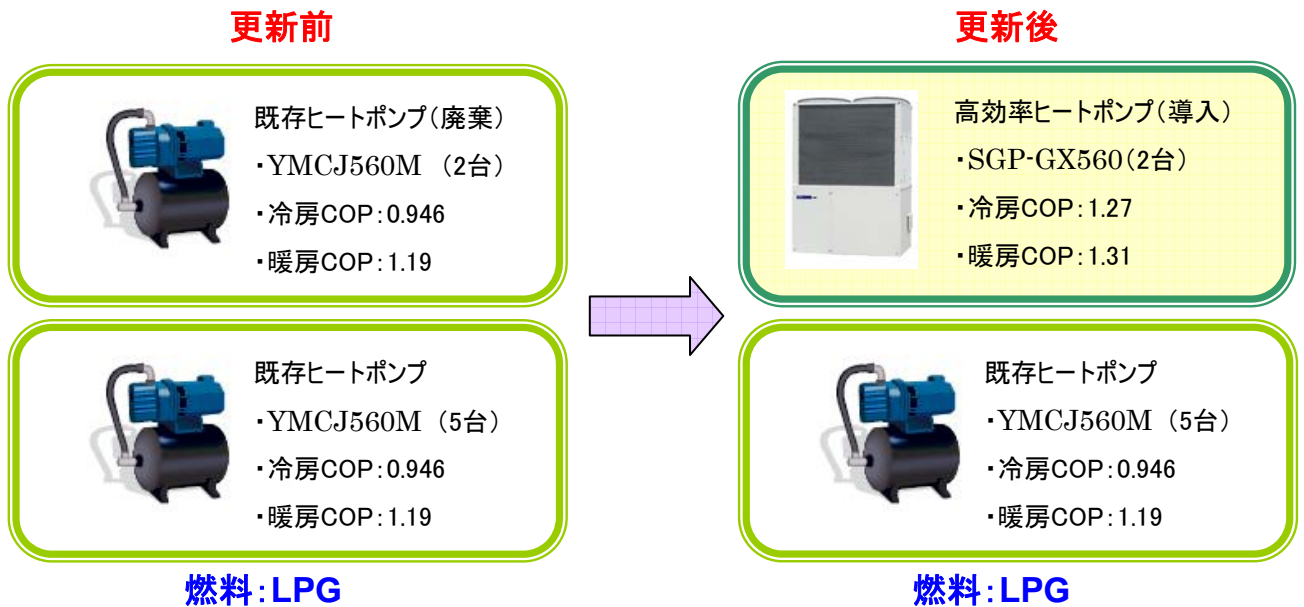 更新前
既存ヒートポンプ（廃棄）
・YMCJ560M （2台）
・冷房COP：0.946
・暖房COP：1.19
既存ヒートポンプ
・YMCJ560M （5台）
・冷房COP：0.946
・暖房COP：1.19
燃料：LPG
更新後
高効率ヒートポンプ（導入）
・SGP-GX560（2台）
・冷房COP：1.27
・暖房COP：1.31
既存ヒートポンプ
・YMCJ560M （5台）
・冷房COP：0.946
・暖房COP：1.19
燃料：LPG